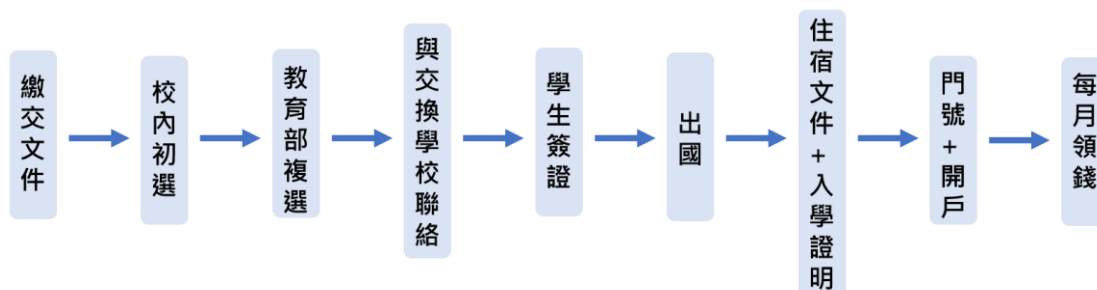 繳交文件
校內初選
教育部複選
與交換學校聯絡
學生簽證
出國
住宿文件+入學證明
門號+開戶
每月領錢